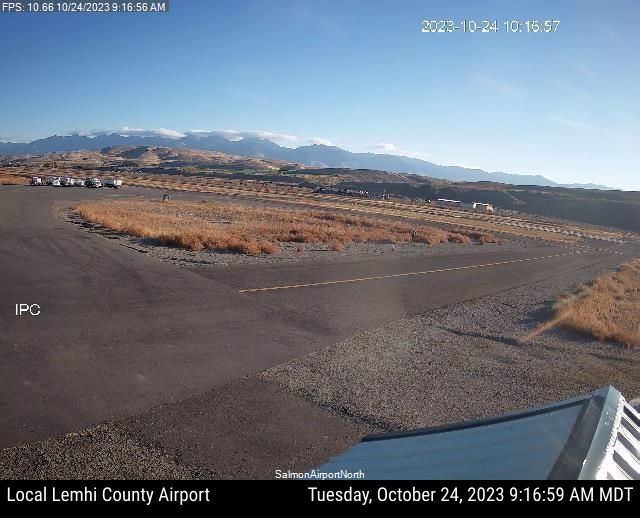 FPS: 10.66 10/24/2023 9:16:56 AM
2023-10-24 10:16:57
IPC
SalmonAirportNorth
Local Lemhi County Airport Tuesday, October 24, 2023 9:16:59 AM MDT